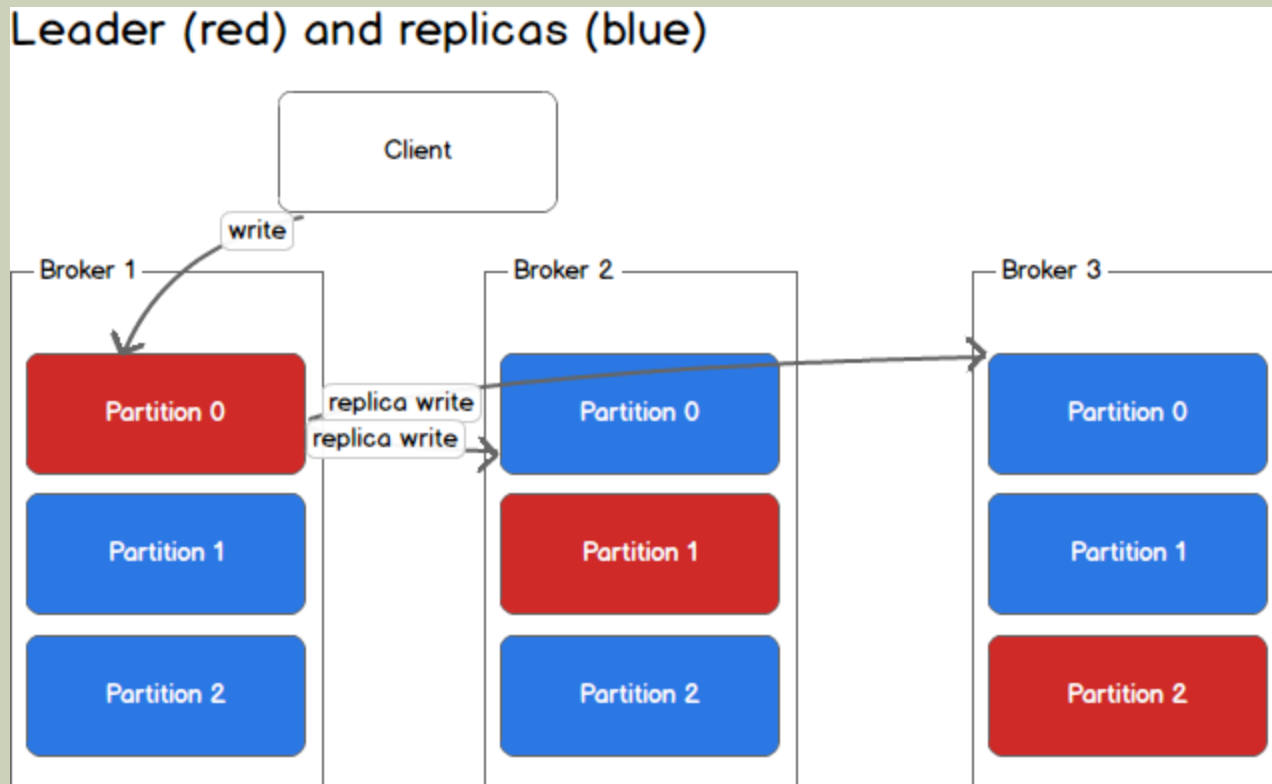 Leader (red) and replicas (blue)
Client
write
Broker 1
Broker 2
Broker 3
Partition 0
replica write
replica write
Partition 0
Partition 0
Partition 1
Partition 1
Partition 1
Partition 2
Partition 2
Partition 2